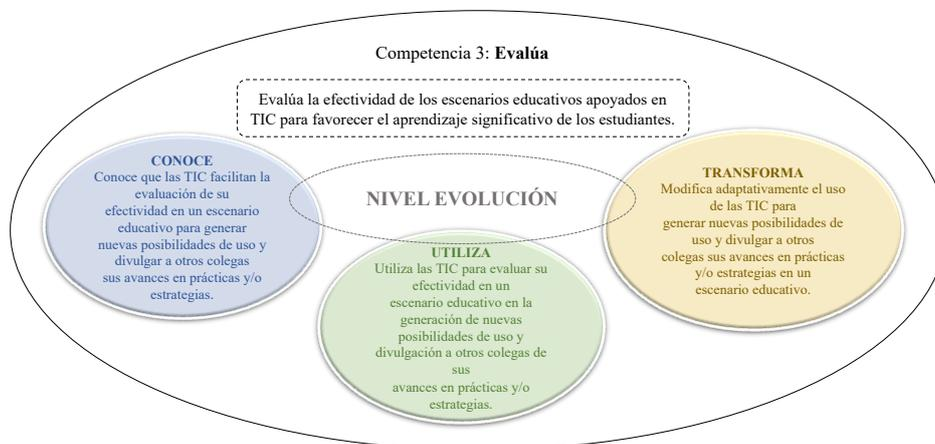 Competencia 3: Evalúa
Evalúa la efectividad de los escenarios educativos apoyados en
TIC para favorecer el aprendizaje significativo de los estudiantes.
CONOCE
Conoce que las TIC facilitan la
evaluación de su
efectividad en un escenario
educativo para generar
nuevas posibilidades de uso y
divulgar a otros colegas
sus avances en prácticas y/o
estrategias.
NIVEL EVOLUCIÓN
UTILIZA
Utiliza las TIC para evaluar su
efectividad en un
escenario educativo en la
generación de nuevas
posibilidades de uso y
divulgación a otros colegas de
sus
avances en prácticas y/o
estrategias.
TRANSFORMA
Modifica adaptativamente el uso
de las TIC para
generar nuevas posibilidades de
uso y divulgar a otros
colegas sus avances en prácticas
y/o estrategias en un
escenario educativo.